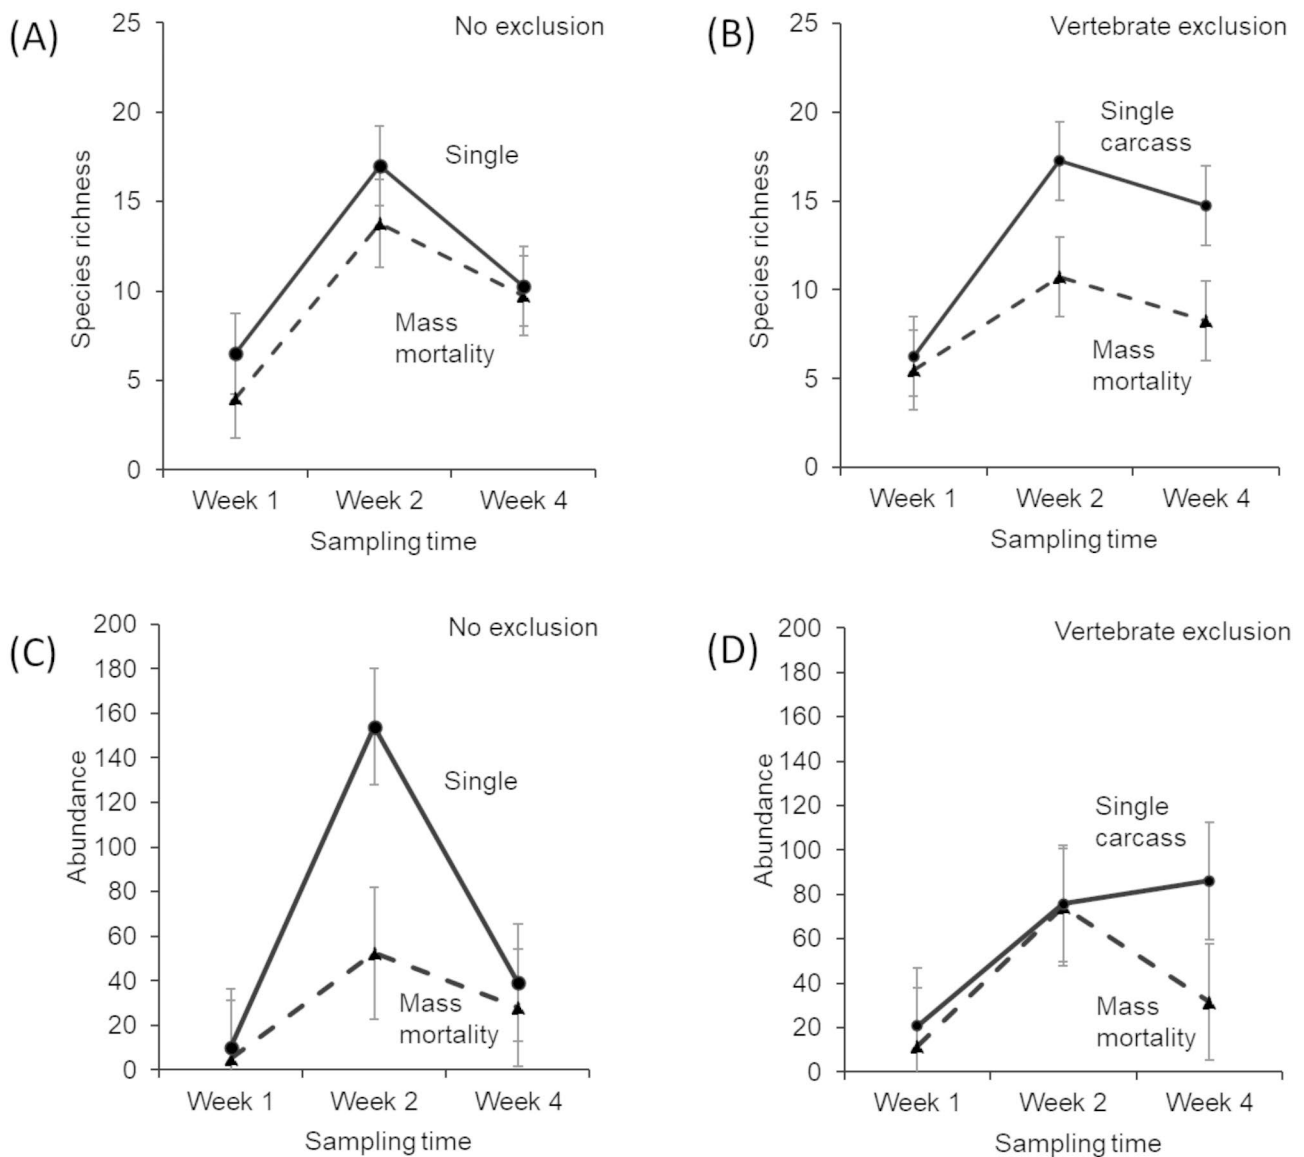 (A)
No exclusion
25
20
15
10
5
0
Species richness
Single
Mass
mortality
Week 1
Week 2
Week 4
Sampling time
(B)
Vertebrate exclusion
25
20
15
10
5
0
Species richness
Single
carcass
Mass
mortality
Week 1
Week 2
Week 4
Sampling time
(C)
No exclusion
200
180
160
140
120
100
80
60
40
20
0
Abundance
Single
Mass
mortality
Week 1
Week 2
Week 4
Sampling time
(D)
Vertebrate exclusion
200
180
160
140
120
100
80
60
40
20
0
Abundance
Single
carcass
Mass
mortality
Week 1
Week 2
Week 4
Sampling time